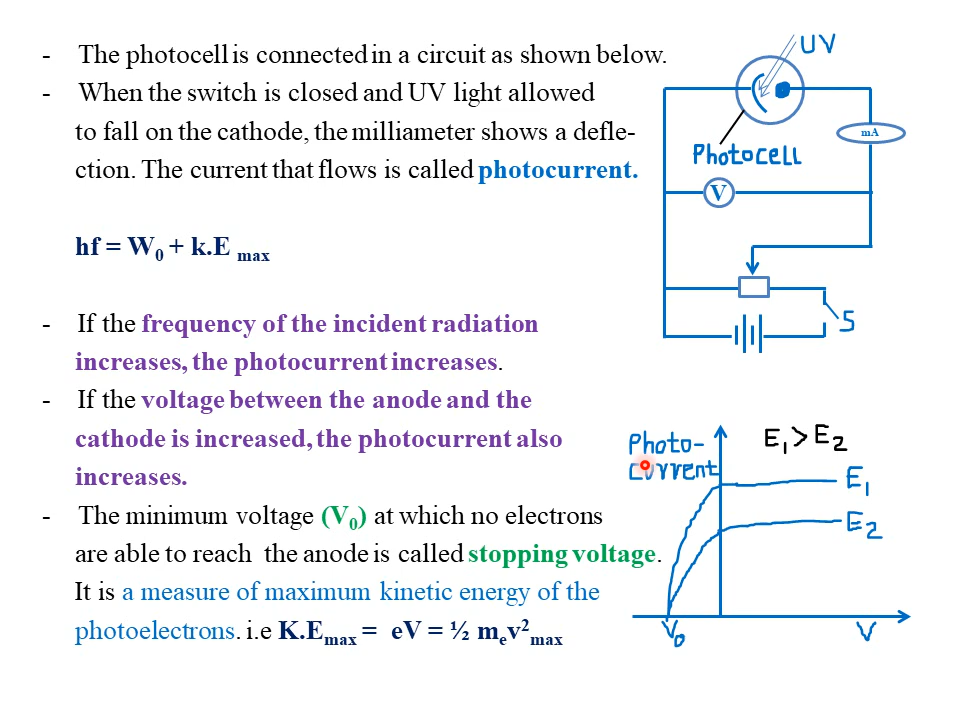 - The photocell is connected in a circuit as shown below.
- When the switch is closed and UV light allowed
to fall on the cathode, the milliameter shows a defle-
ction. The current that flows is called photocurrent.
hf = W₀ + k.E max
- If the frequency of the incident radiation
increases, the photocurrent increases.
- If the voltage between the anode and the
cathode is increased, the photocurrent also
increases.
- The minimum voltage (V₀) at which no electrons
are able to reach the anode is called stopping voltage.
It is a measure of maximum kinetic energy of the
photoelectrons. i.e K.Emax = eV = ½ mₑv²max
UV
mA
Photocell
V
S
Photo-
current
E₁ > E₂
E₁
E₂
V₀
V